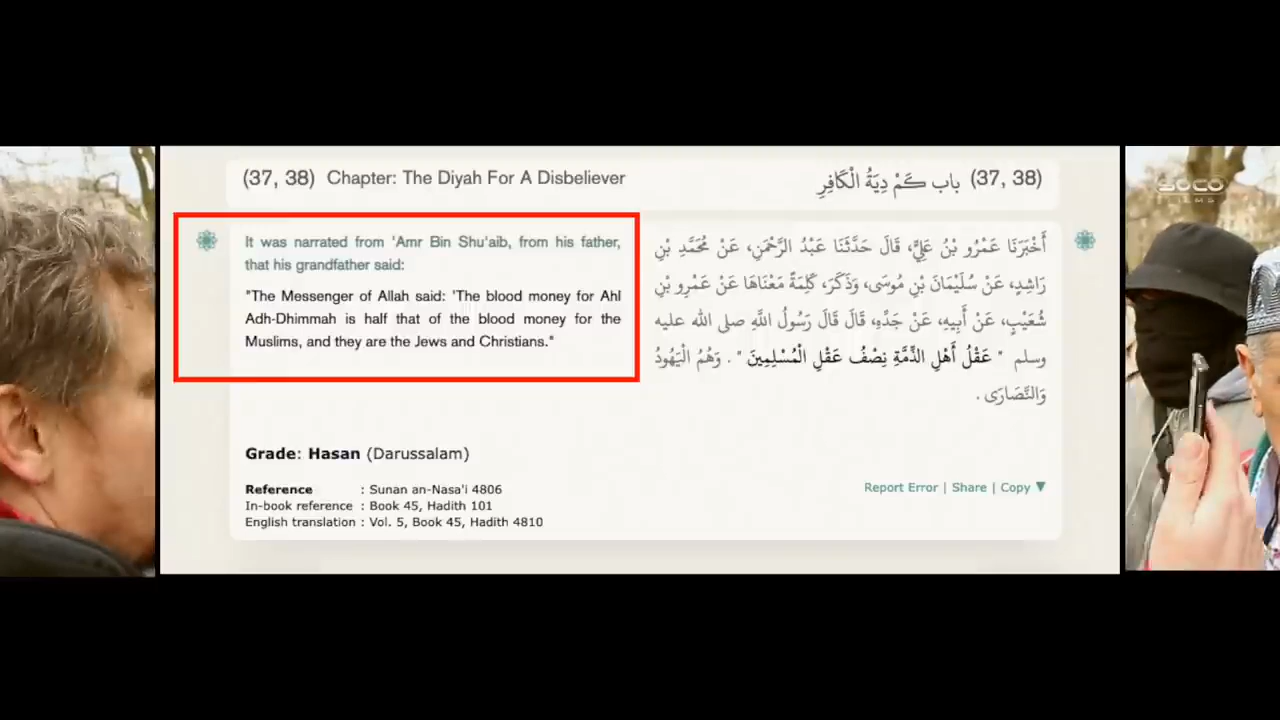 (37, 38) Chapter: The Diyah For A Disbeliever
باب كَمْ دِيَةُ الْكَافِرِ (37, 38)
It was narrated from 'Amr Bin Shu'aib, from his father,
that his grandfather said:
"The Messenger of Allah said: 'The blood money for Ahl
Adh-Dhimmah is half that of the blood money for the
Muslims, and they are the Jews and Christians."
أَخْبَرَنَا عَمْرُو بْنُ عَلِيٍّ، قَالَ حَدَّثَنَا عَبْدُ الرَّحْمَنِ، عَنْ مُحَمَّدِ بْنِ
رَاشِدٍ، عَنْ سُلَيْمَانَ بْنِ مُوسَى، وَذَكَرَ، كَلِمَةً مَعْنَاهَا عَنْ عَمْرِو بْنِ
شُعَيْبٍ، عَنْ أَبِيهِ، عَنْ جَدِّهِ، قَالَ قَالَ رَسُولُ اللَّهِ صلى الله عليه
وسلم " عَقْلُ أَهْلِ الذِّمَّةِ نِصْفُ عَقْلِ الْمُسْلِمِينَ " . وَهُمُ الْيَهُودُ
وَالنَّصَارَى .
Grade: Hasan (Darussalam)
Reference : Sunan an-Nasa'i 4806
In-book reference : Book 45, Hadith 101
English translation : Vol. 5, Book 45, Hadith 4810
Report Error | Share | Copy ▼
SOCO
FILMS